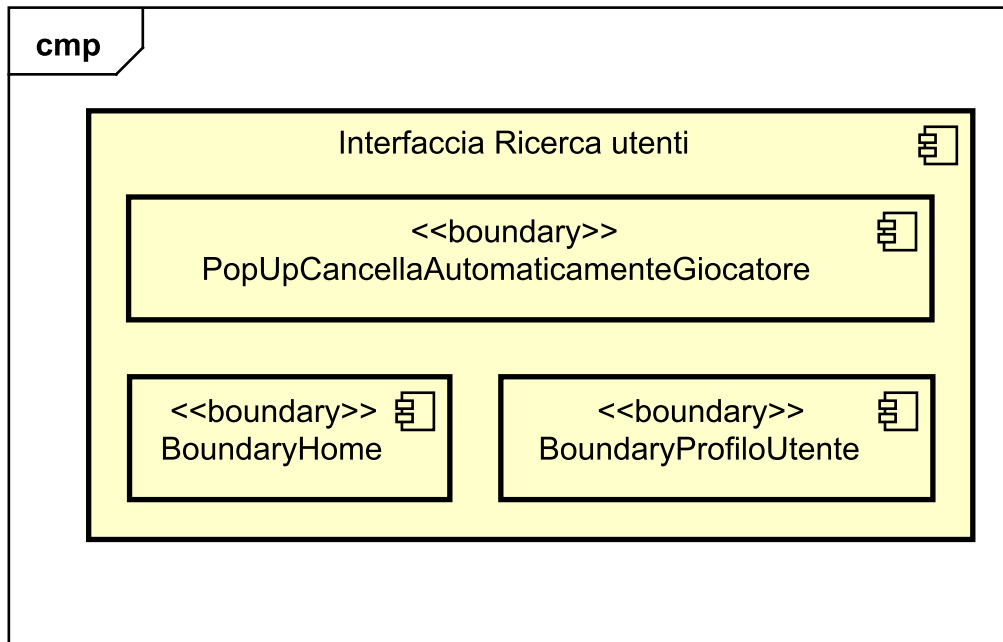 cmp
Interfaccia Ricerca utenti
<<boundary>>
PopUpCancellaAutomaticamenteGiocatore
<<boundary>>
BoundaryHome
<<boundary>>
BoundaryProfiloUtente